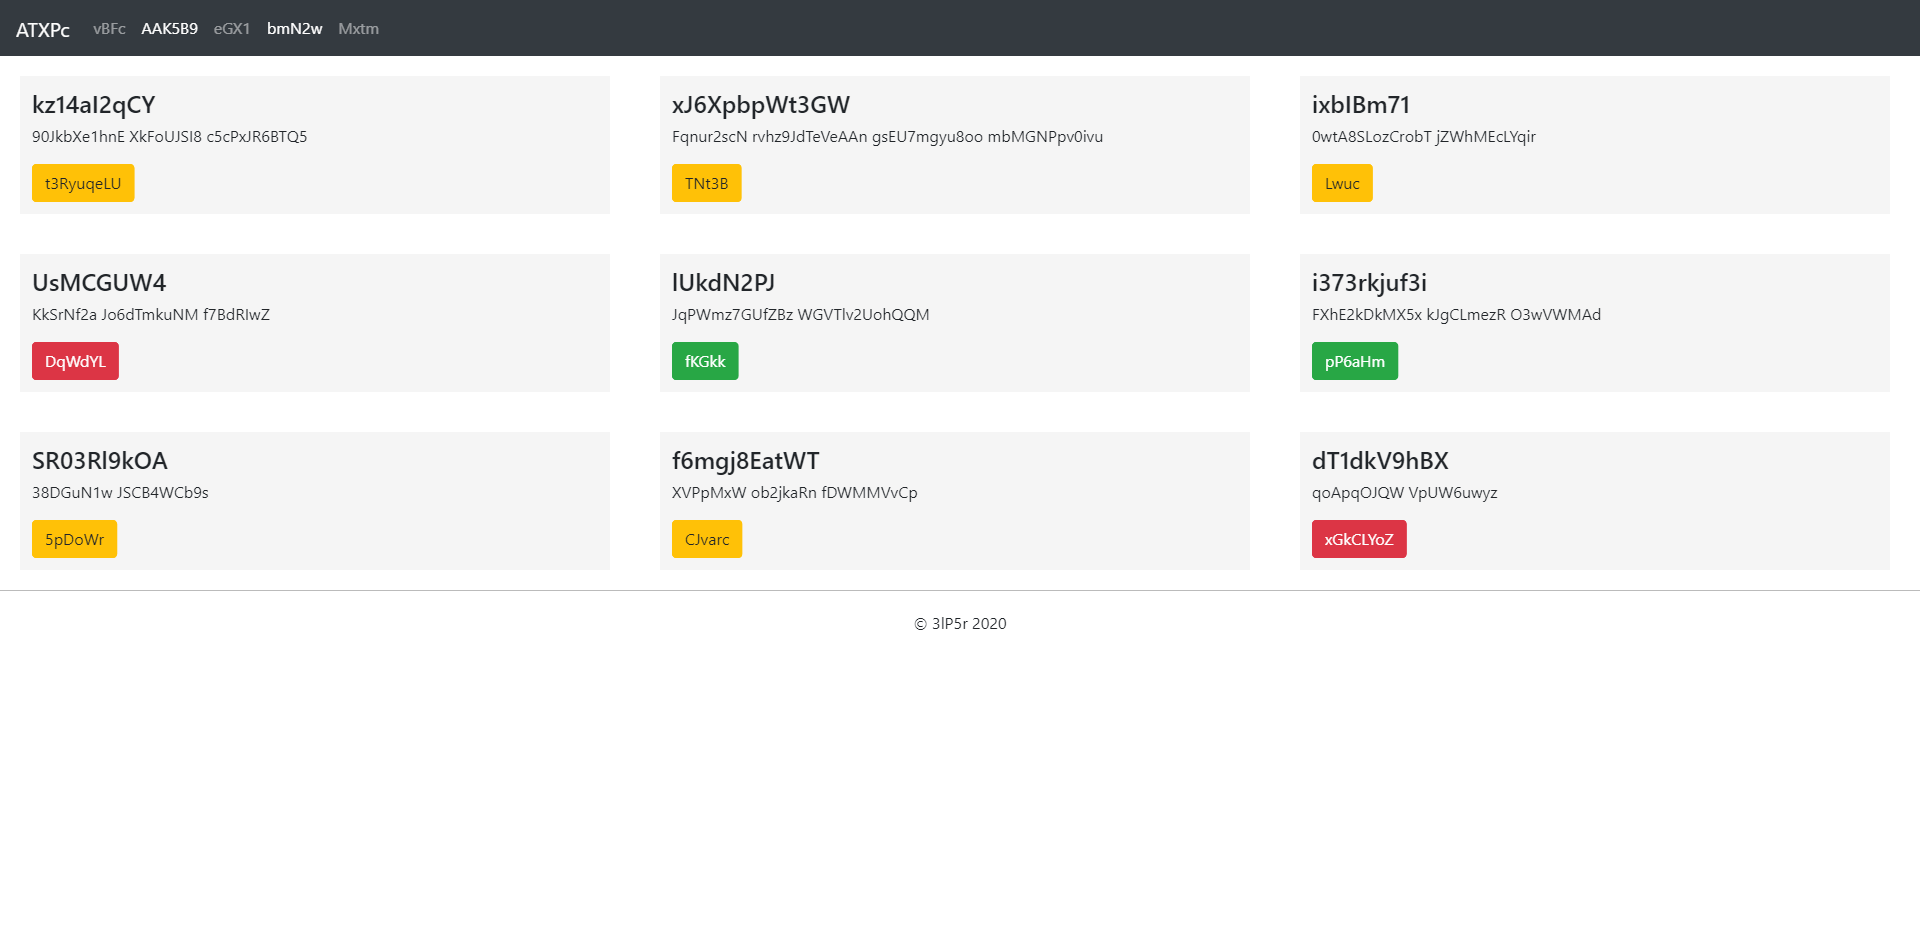 ATXPc vBFc AAK5B9 eGX1 bmN2w Mxtm
kz14aI2qCY
90JkbXe1hnE XkFoUJSI8 c5cPxJR6BTQ5
t3RyuqeLU
xJ6XpbpWt3GW
Fqnur2scN rvhz9JdTeVeAAn gsEU7mgyu8oo mbMGNPpv0ivu
TNt3B
ixbIBm71
0wtA8SLozCrobT jZWhMEcLYqir
Lwuc
UsMCGUW4
KkSrNf2a Jo6dTmkuNM f7BdRIwZ
DqWdYL
lUkdN2PJ
JqPWmz7GUfZBz WGVTlv2UohQQM
fKGkk
i373rkjuf3i
FXhE2kDkMX5x kJgCLmezR O3wVWMAd
pP6aHm
SR03Rl9kOA
38DGuN1w JSCB4WCb9s
5pDoWr
f6mgj8EatWT
XVPpMxW ob2jkaRn fDWMMVvCp
CJvarc
dT1dkV9hBX
qoApqOJQW VpUW6uwyz
xGkCLYoZ
© 3lP5r 2020